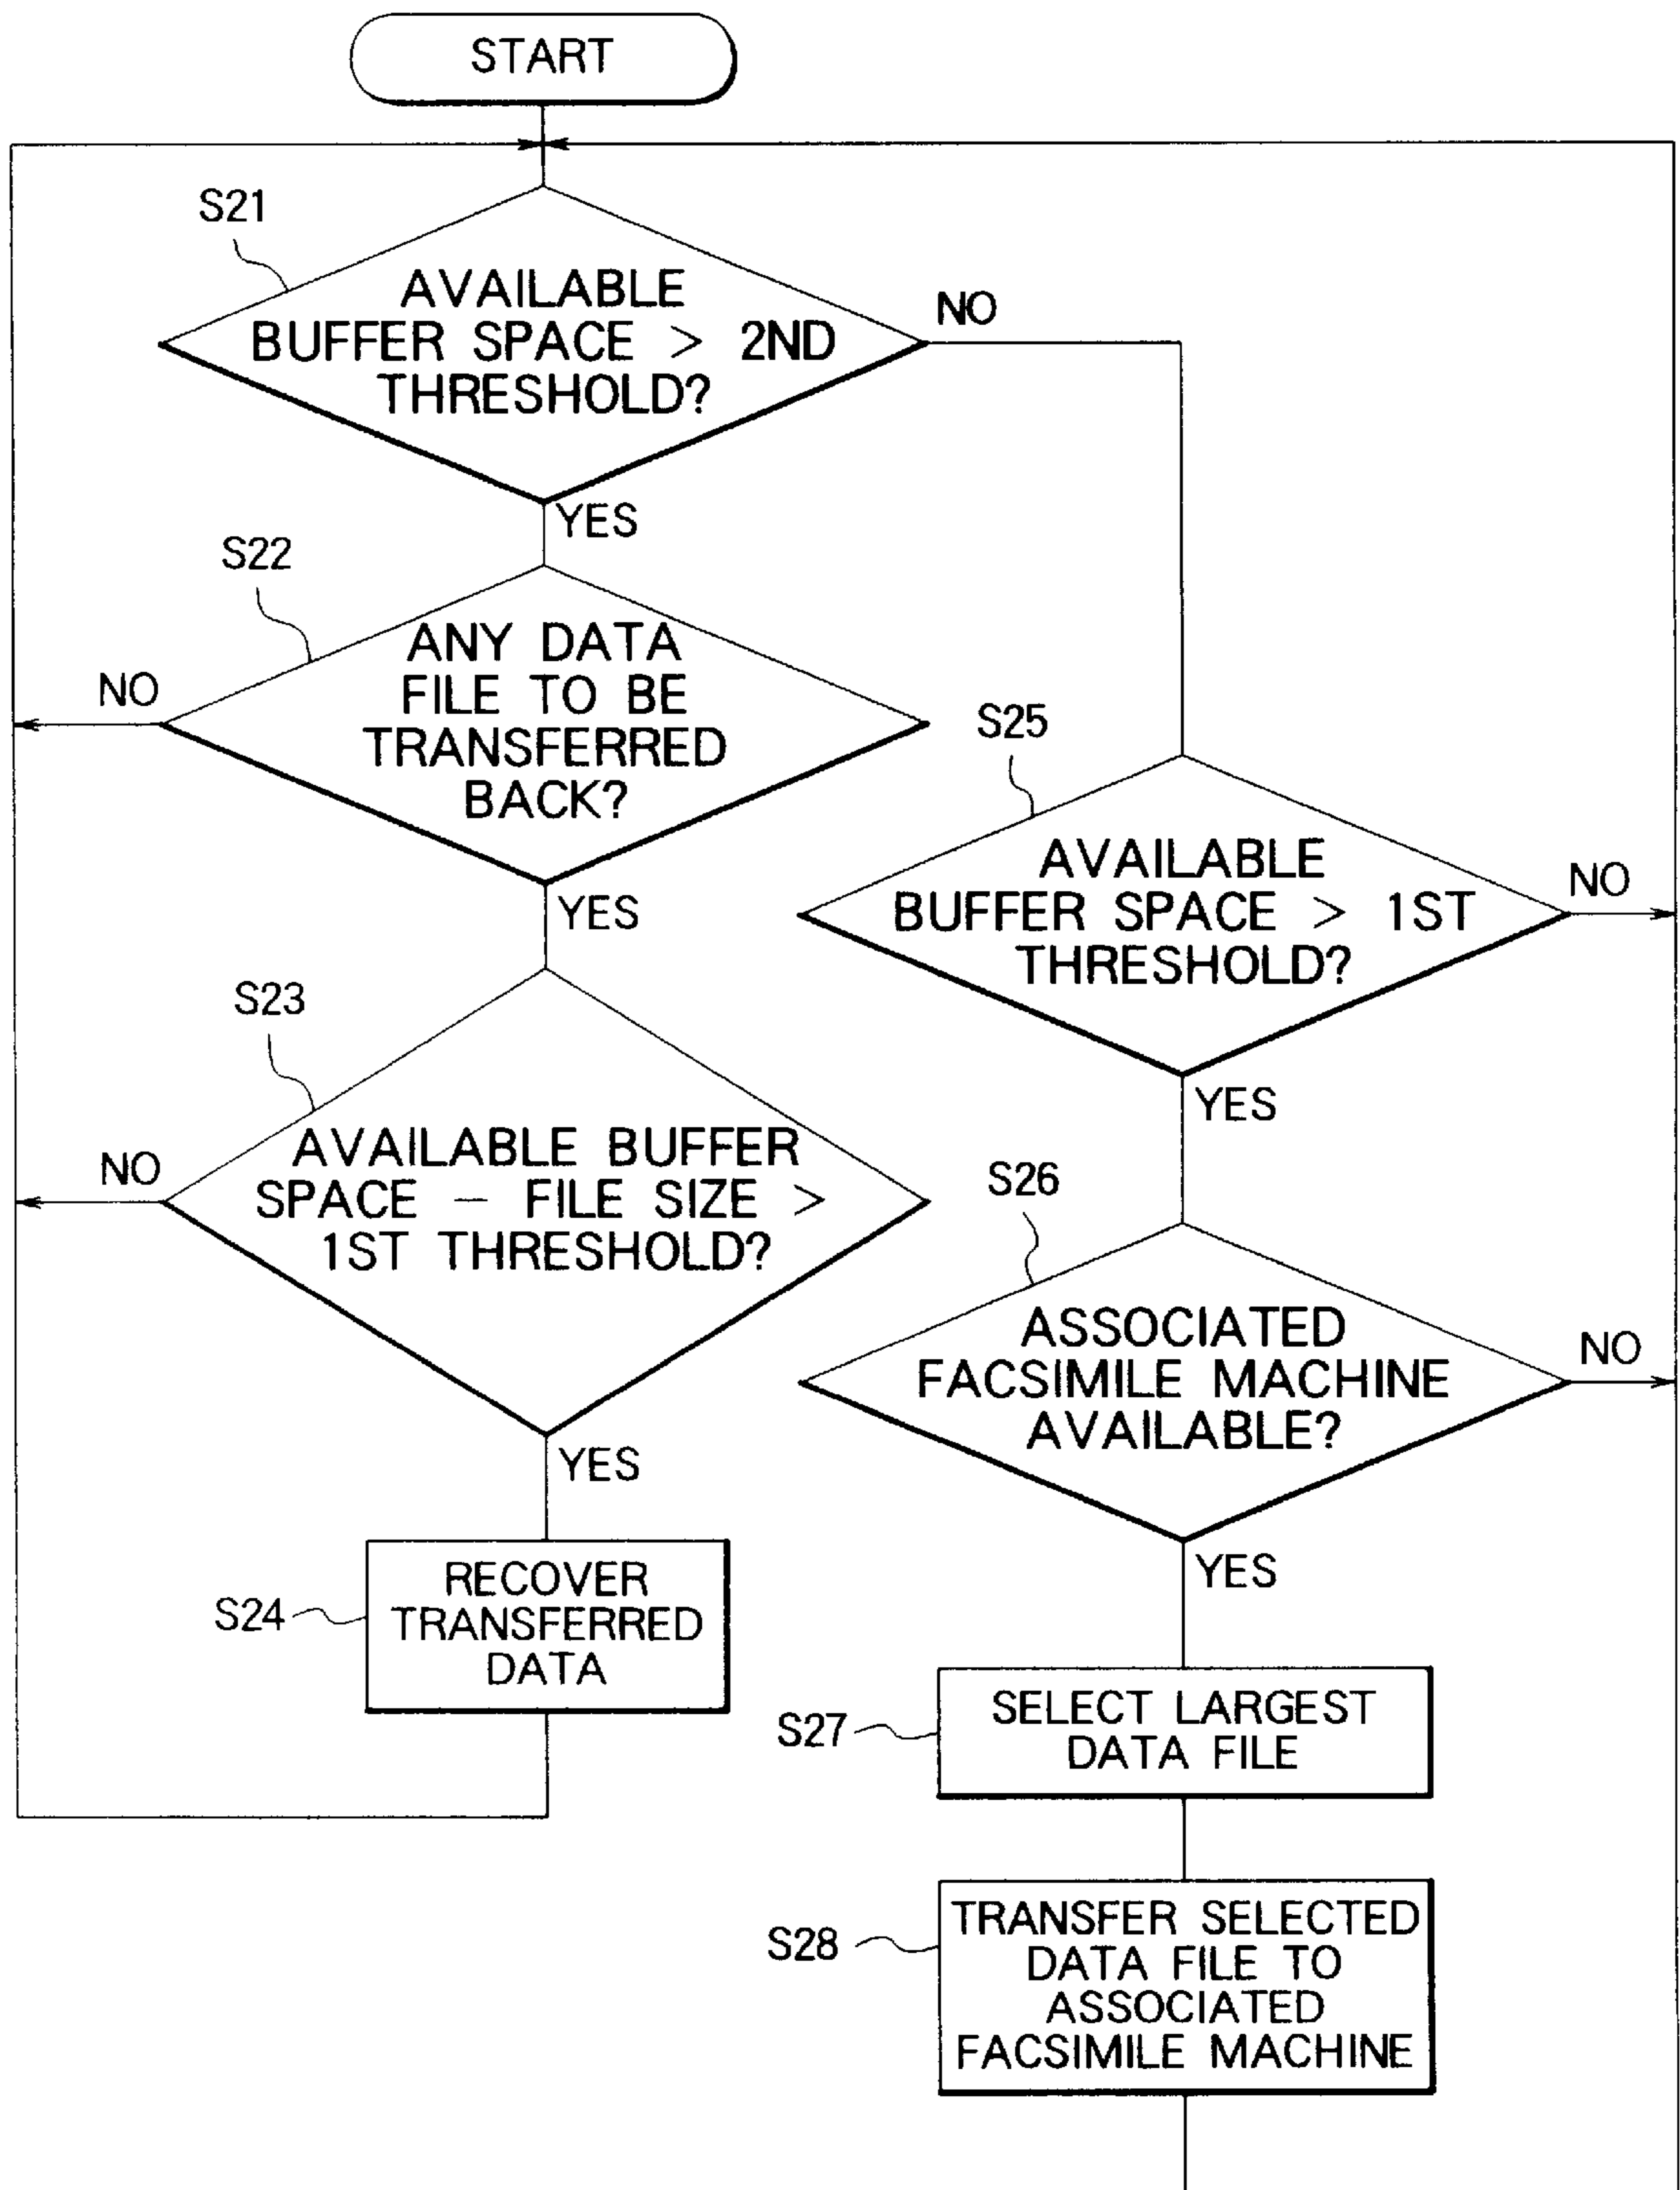 START
S21
AVAILABLE
BUFFER SPACE > 2ND
THRESHOLD?
NO
YES
S22
ANY DATA
FILE TO BE
TRANSFERRED
BACK?
NO
YES
S23
AVAILABLE BUFFER
SPACE – FILE SIZE >
1ST THRESHOLD?
NO
YES
S24
RECOVER
TRANSFERRED
DATA
S25
AVAILABLE
BUFFER SPACE > 1ST
THRESHOLD?
NO
YES
S26
ASSOCIATED
FACSIMILE MACHINE
AVAILABLE?
NO
YES
S27
SELECT LARGEST
DATA FILE
S28
TRANSFER SELECTED
DATA FILE TO
ASSOCIATED
FACSIMILE MACHINE